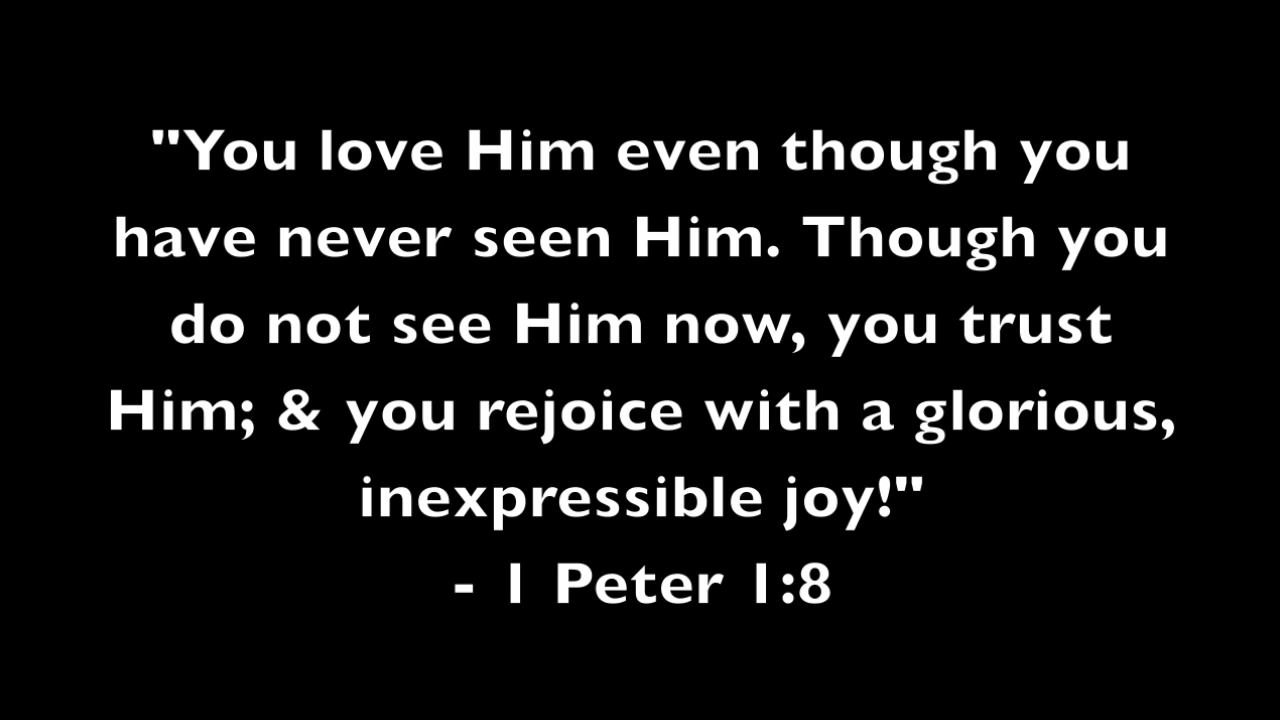 "You love Him even though you
have never seen Him. Though you
do not see Him now, you trust
Him; & you rejoice with a glorious,
inexpressible joy!"
- 1 Peter 1:8